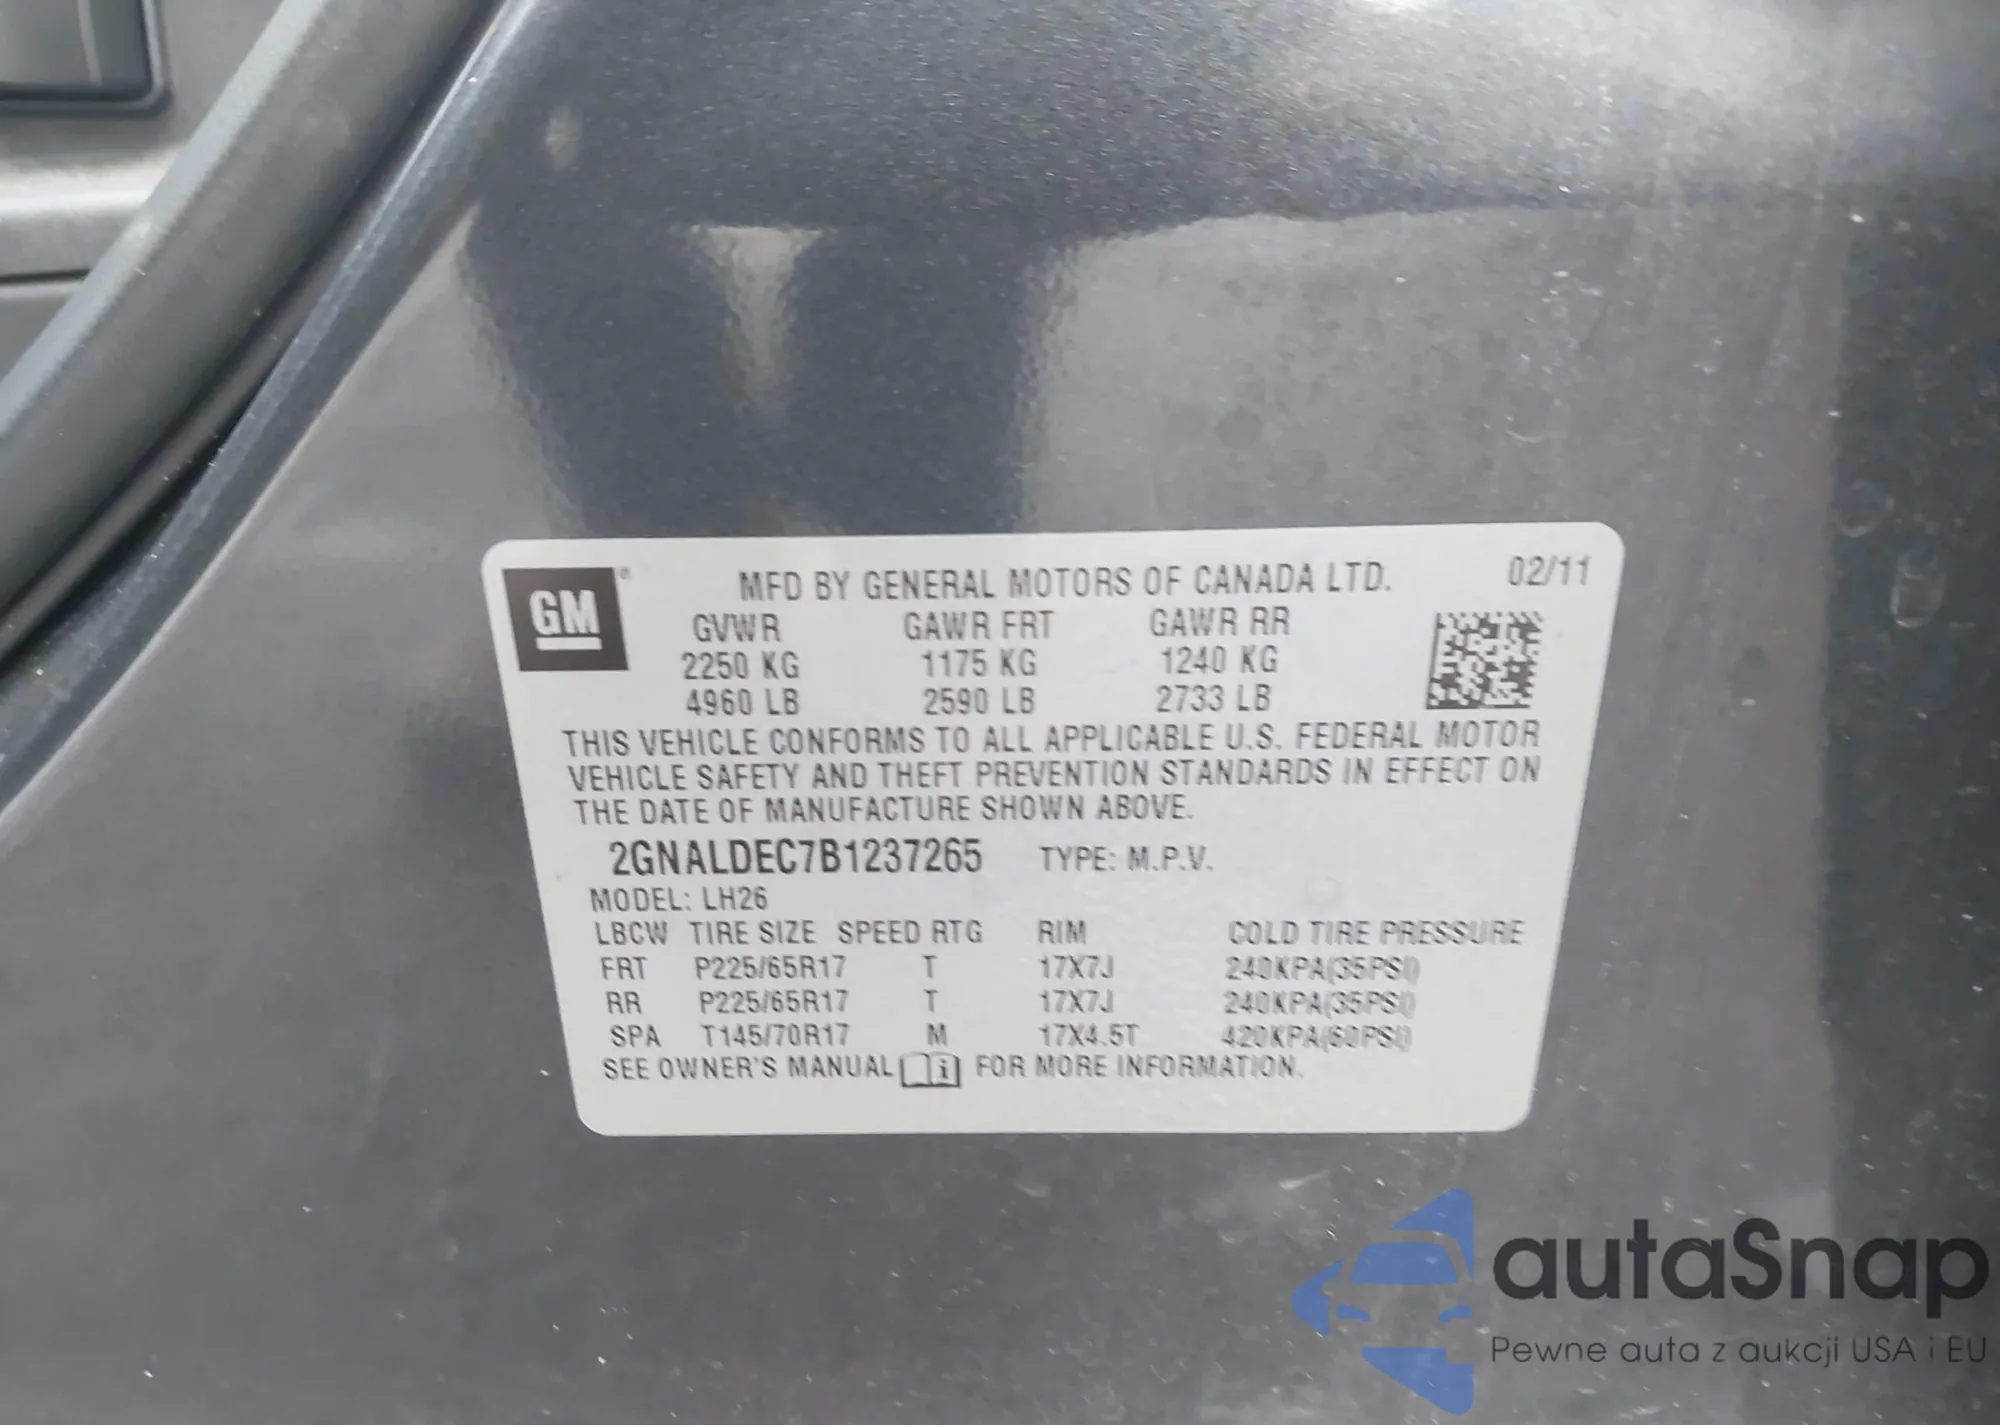 GM
MFD BY GENERAL MOTORS OF CANADA LTD. 02/11
GVWR GAWR FRT GAWR RR
2250 KG 1175 KG 1240 KG
4960 LB 2590 LB 2733 LB
THIS VEHICLE CONFORMS TO ALL APPLICABLE U.S. FEDERAL MOTOR
VEHICLE SAFETY AND THEFT PREVENTION STANDARDS IN EFFECT ON
THE DATE OF MANUFACTURE SHOWN ABOVE.
2GNALDEC7B1237265 TYPE: M.P.V.
MODEL: LH26
LBCW TIRE SIZE SPEED RTG RIM COLD TIRE PRESSURE
FRT P225/65R17 T 17X7J 240KPA(35PSI)
RR P225/65R17 T 17X7J 240KPA(35PSI)
SPA T145/70R17 M 17X4.5T 420KPA(60PSI)
SEE OWNER'S MANUAL i FOR MORE INFORMATION.
autaSnap
Pewne auta z aukcji USA i EU